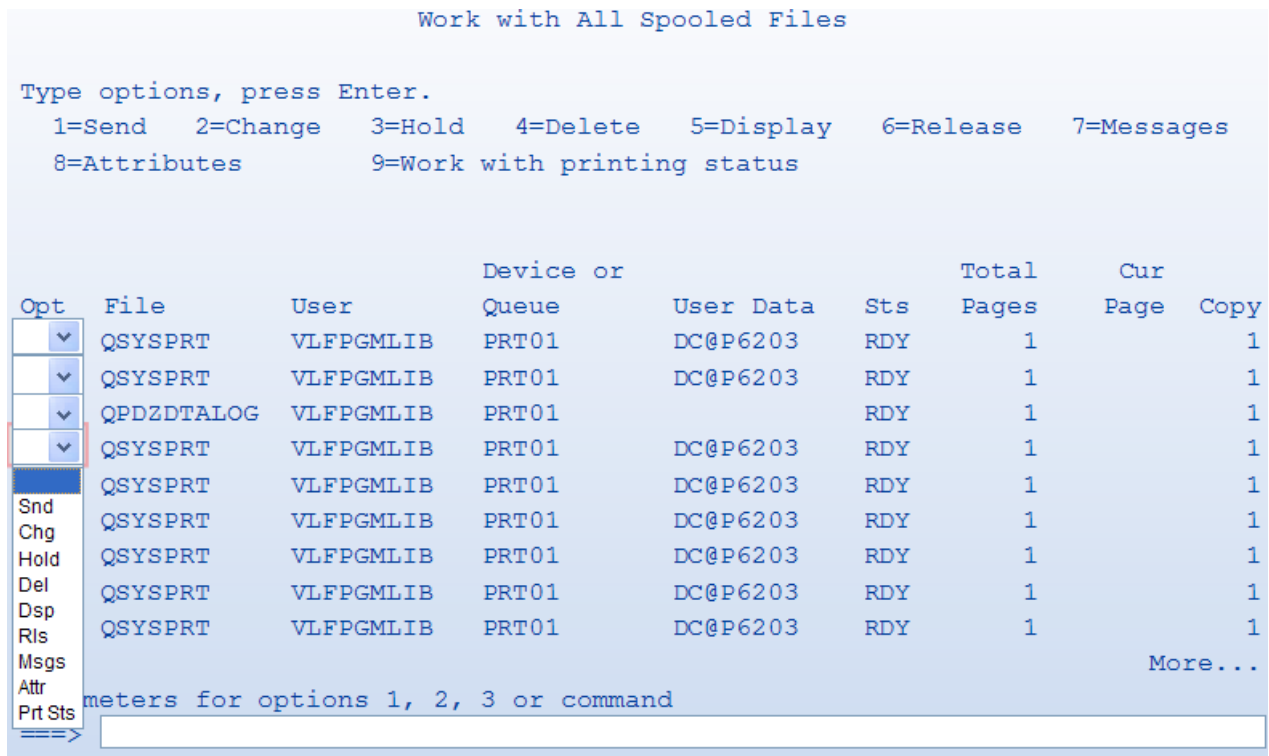 Work with All Spooled Files
Type options, press Enter.
1=Send 2=Change 3=Hold 4=Delete 5=Display 6=Release 7=Messages
8=Attributes 9=Work with printing status
Device or Total Cur
Opt File User Queue User Data Sts Pages Page Copy
QSYSPRT VLFPGMLIB PRT01 DC@P6203 RDY 1 1
QSYSPRT VLFPGMLIB PRT01 DC@P6203 RDY 1 1
QPDZDTALOG VLFPGMLIB PRT01 RDY 1 1
QSYSPRT VLFPGMLIB PRT01 DC@P6203 RDY 1 1
QSYSPRT VLFPGMLIB PRT01 DC@P6203 RDY 1 1
QSYSPRT VLFPGMLIB PRT01 DC@P6203 RDY 1 1
QSYSPRT VLFPGMLIB PRT01 DC@P6203 RDY 1 1
QSYSPRT VLFPGMLIB PRT01 DC@P6203 RDY 1 1
QSYSPRT VLFPGMLIB PRT01 DC@P6203 RDY 1 1
Snd
Chg
Hold
Del
Dsp
Rls
Msgs
Attr
Prt Sts
More...
meters for options 1, 2, 3 or command
===>